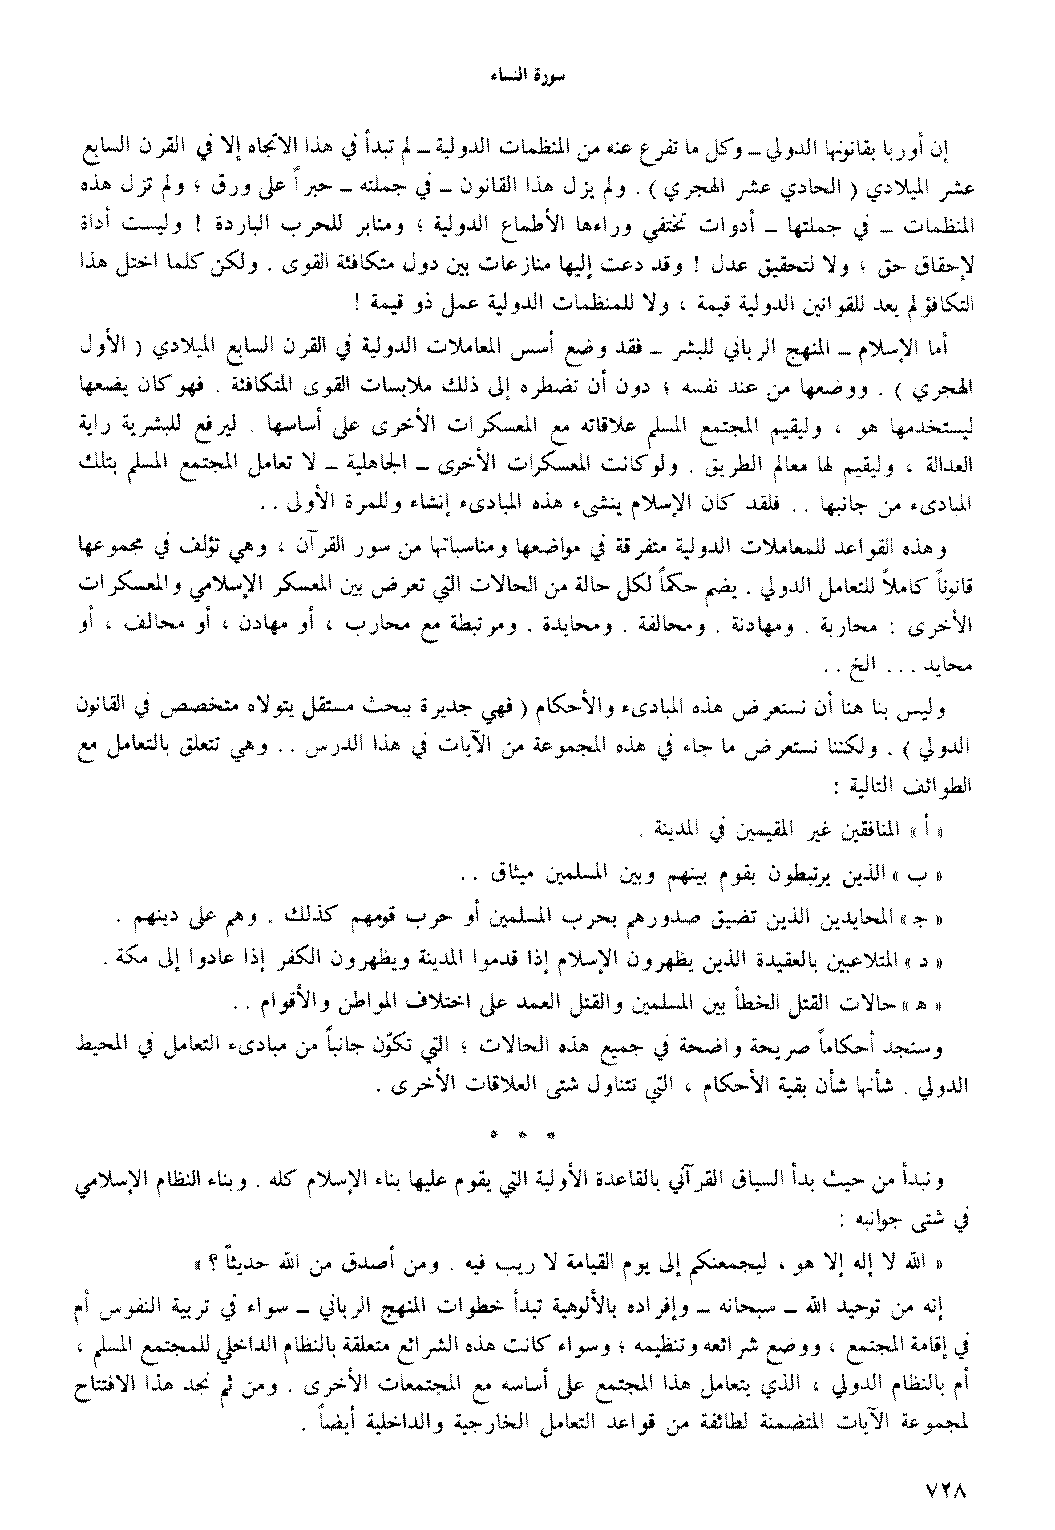 سورة النساء
إن أوربا بقانونها الدولي ــ وكل ما تفرع عنه من المنظمات الدولية ــ لم تبدأ في هذا الاتجاه إلا في القرن السابع
عشر الميلادي ( الحادي عشر الهجري ) . ولم يزل هذا القانون ــ في جملته ــ حبراً على ورق ؛ ولم تزل هذه
المنظمات ــ في جملتها ــ أدوات تختفي وراءها الأطماع الدولية ؛ ومنابر للحرب الباردة ! وليست أداة
لإحقاق حق ؛ ولا لتحقيق عدل ! وقد دعت إليها منازعات بين دول متكافئة القوى . ولكن كلما اختل هذا
التكافؤ لم يعد للقوانين الدولية قيمة ، ولا للمنظمات الدولية عمل ذو قيمة !
أما الإسلام ــ المنهج الرباني للبشر ــ فقد وضع أسس المعاملات الدولية في القرن السابع الميلادي ( الأول
الهجري ) . ووضعها من عند نفسه ؛ دون أن تضطره إلى ذلك ملابسات القوى المتكافئة . فهو كان يضعها
ليستخدمها هو ، وليقيم المجتمع المسلم علاقاته مع المعسكرات الأخرى على أساسها . ليرفع للبشرية راية
العدالة ، وليقيم لها معالم الطريق . ولو كانت المعسكرات الأخرى ــ الجاهلية ــ لا تعامل المجتمع المسلم بتلك
المبادىء من جانبها .. فلقد كان الإسلام ينشىء هذه المبادىء إنشاء وللمرة الأولى ..
وهذه القواعد للمعاملات الدولية متفرقة في مواضعها ومناسباتها من سور القرآن ، وهي تؤلف في مجموعها
قانوناً كاملاً للتعامل الدولي . يضم حكماً لكل حالة من الحالات التي تعرض بين المعسكر الإسلامي والمعسكرات
الأخرى : محاربة . ومهادنة . ومحالفة . ومحايدة . ومرتبطة مع محارب ، أو مهادن ، أو محالف ، أو
محايد ... الخ ..
وليس بنا هنا أن نستعرض هذه المبادىء والأحكام ( فهي جديرة ببحث مستقل يتولاه متخصص في القانون
الدولي ) . ولكننا نستعرض ما جاء في هذه المجموعة من الآيات في هذا الدرس .. وهي تتعلق بالتعامل مع
الطوائف التالية :
« أ » المنافقين غير المقيمين في المدينة .
« ب » الذين يرتبطون بقوم بينهم وبين المسلمين ميثاق ..
« جـ » المحايدين الذين تضيق صدورهم بحرب المسلمين أو حرب قومهم كذلك . وهم على دينهم .
« د » المتلاعبين بالعقيدة الذين يظهرون الإسلام إذا قدموا المدينة ويظهرون الكفر إذا عادوا إلى مكة .
« هـ » حالات القتل الخطأ بين المسلمين والقتل العمد على اختلاف المواطن والأقوام ..
وسنجد أحكاماً صريحة واضحة في جميع هذه الحالات ؛ التي تكوّن جانباً من مبادىء التعامل في المحيط
الدولي . شأنها شأن بقية الأحكام ، التي تتناول شتى العلاقات الأخرى .
* * *
ونبدأ من حيث بدأ السياق القرآني بالقاعدة الأولية التي يقوم عليها بناء الإسلام كله . وبناء النظام الإسلامي
في شتى جوانبه :
« الله لا إله إلا هو ، ليجمعنكم إلى يوم القيامة لا ريب فيه . ومن أصدق من الله حديثاً ؟ »
إنه من توحيد الله ــ سبحانه ــ وإفراده بالألوهية تبدأ خطوات المنهج الرباني ــ سواء في تربية النفوس أم
في إقامة المجتمع ، ووضع شرائعه وتنظيمه ؛ وسواء كانت هذه الشرائع متعلقة بالنظام الداخلي للمجتمع المسلم ،
أم بالنظام الدولي ، الذي يتعامل هذا المجتمع على أساسه مع المجتمعات الأخرى . ومن ثم نجد هذا الافتتاح
لمجموعة الآيات المتضمنة لطائفة من قواعد التعامل الخارجية والداخلية أيضاً .
٧٢٨